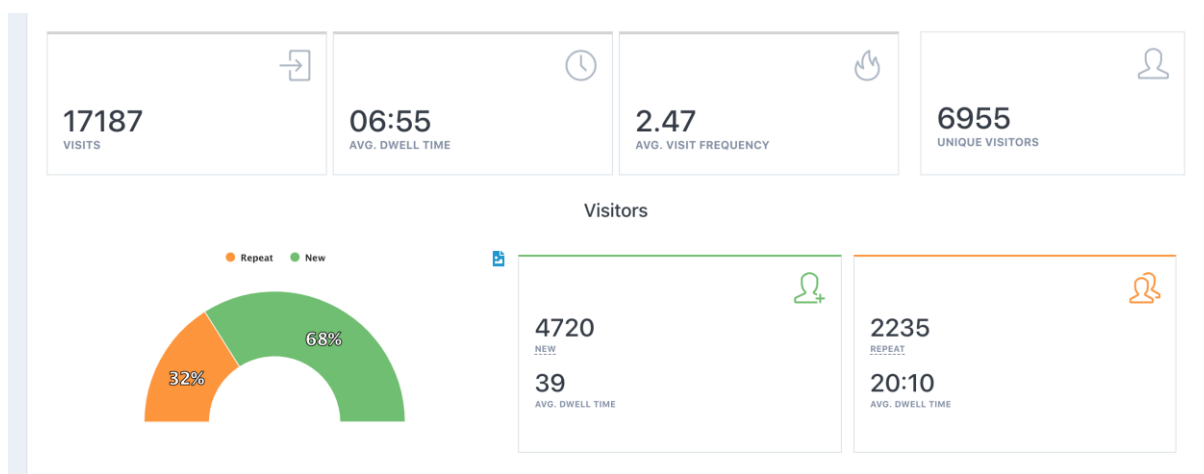 17187
VISITS
06:55
AVG. DWELL TIME
2.47
AVG. VISIT FREQUENCY
6955
UNIQUE VISITORS
Visitors
Repeat New
68%
32%
4720
NEW
39
AVG. DWELL TIME
2235
REPEAT
20:10
AVG. DWELL TIME